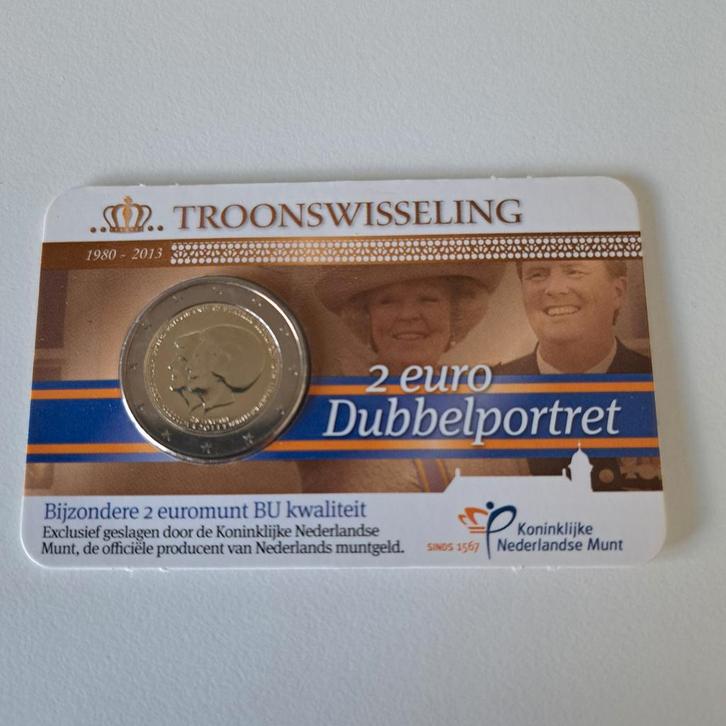 TROONSWISSELING
1980 - 2013
2 euro
Dubbelportret
Bijzondere 2 euromunt BU kwaliteit
Exclusief geslagen door de Koninklijke Nederlandse
Munt, de officiële producent van Nederlands muntgeld.
SINDS 1567
Koninklijke
Nederlandse Munt